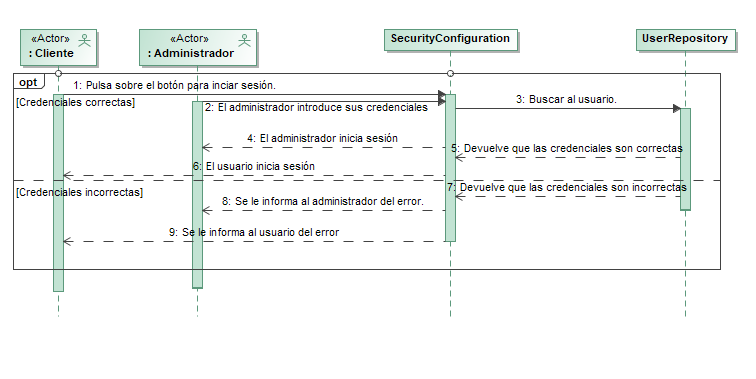 «Actor»
: Cliente
«Actor»
: Administrador
SecurityConfiguration
UserRepository
opt
1: Pulsa sobre el botón para inciar sesión.
[Credenciales correctas]
2: El administrador introduce sus credenciales
3: Buscar al usuario.
4: El administrador inicia sesión
5: Devuelve que las credenciales son correctas
6: El usuario inicia sesión
[Credenciales incorrectas]
7: Devuelve que las credenciales son incorrectas
8: Se le informa al administrador del error.
9: Se le informa al usuario del error